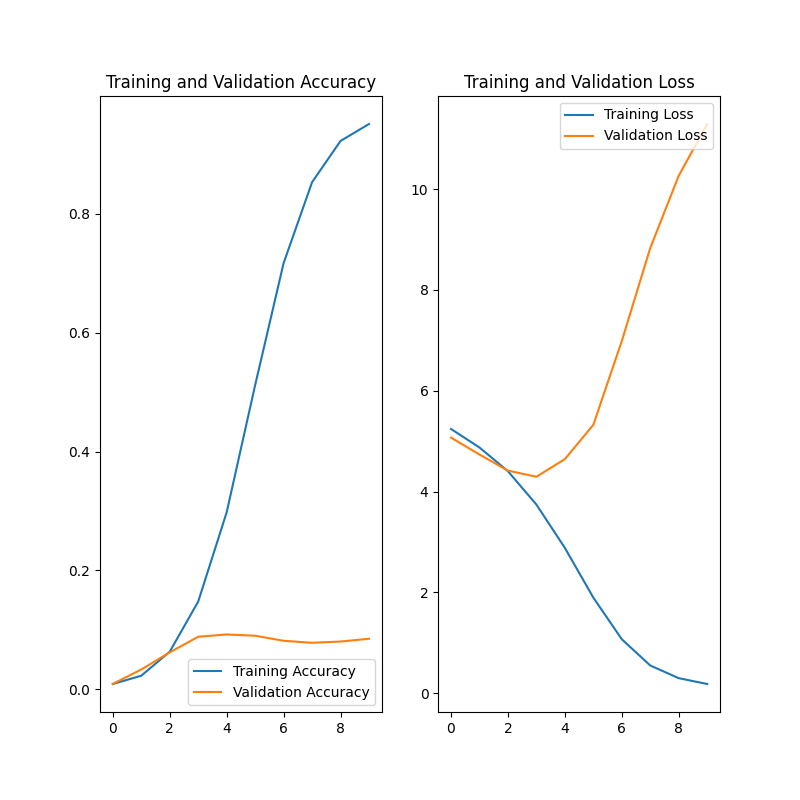 Training and Validation Accuracy
0.8
0.6
0.4
0.2
0.0
0 2 4 6 8
Training Accuracy
Validation Accuracy
Training and Validation Loss
10
8
6
4
2
0
0 2 4 6 8
Training Loss
Validation Loss